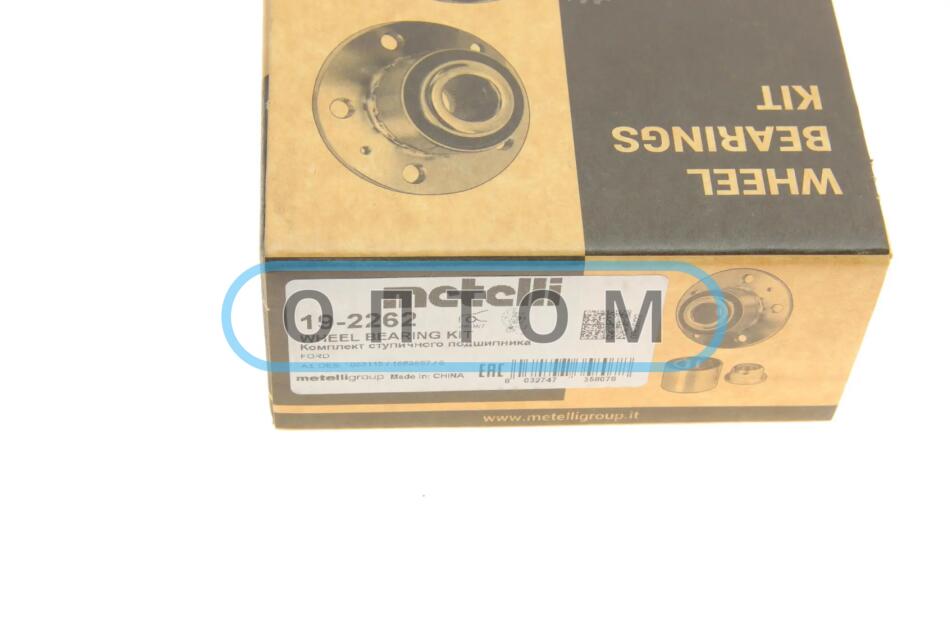 WHEEL
BEARINGS
KIT
metelli
19-2262
WHEEL BEARING KIT
Комплект ступичного подшипника
FORD
metelligroup Made in: CHINA
EAC
8 032747 358078
www.metelligroup.it
ОПТОМ